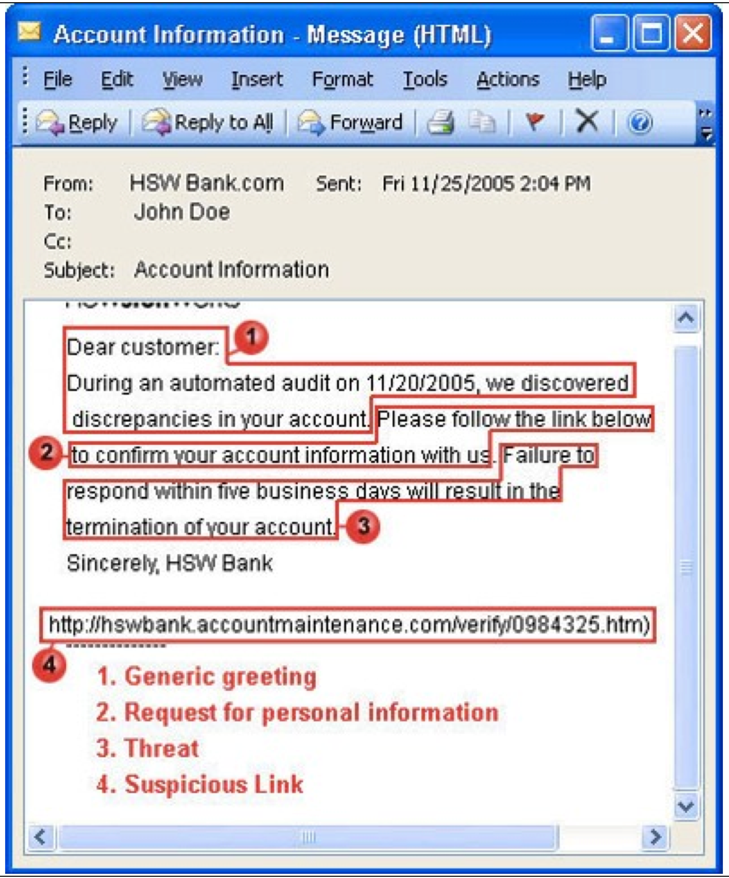 Account Information - Message (HTML)
File Edit View Insert Format Tools Actions Help
Reply Reply to All Forward
From: HSW Bank.com Sent: Fri 11/25/2005 2:04 PM
To: John Doe
Cc:
Subject: Account Information
Dear customer: 1
During an automated audit on 11/20/2005, we discovered
discrepancies in your account. Please follow the link below
2 to confirm your account information with us. Failure to
respond within five business days will result in the
termination of your account. 3
Sincerely, HSW Bank
http://hswbank.accountmaintenance.com/verify/0984325.htm)
4 --------------
1. Generic greeting
2. Request for personal information
3. Threat
4. Suspicious Link